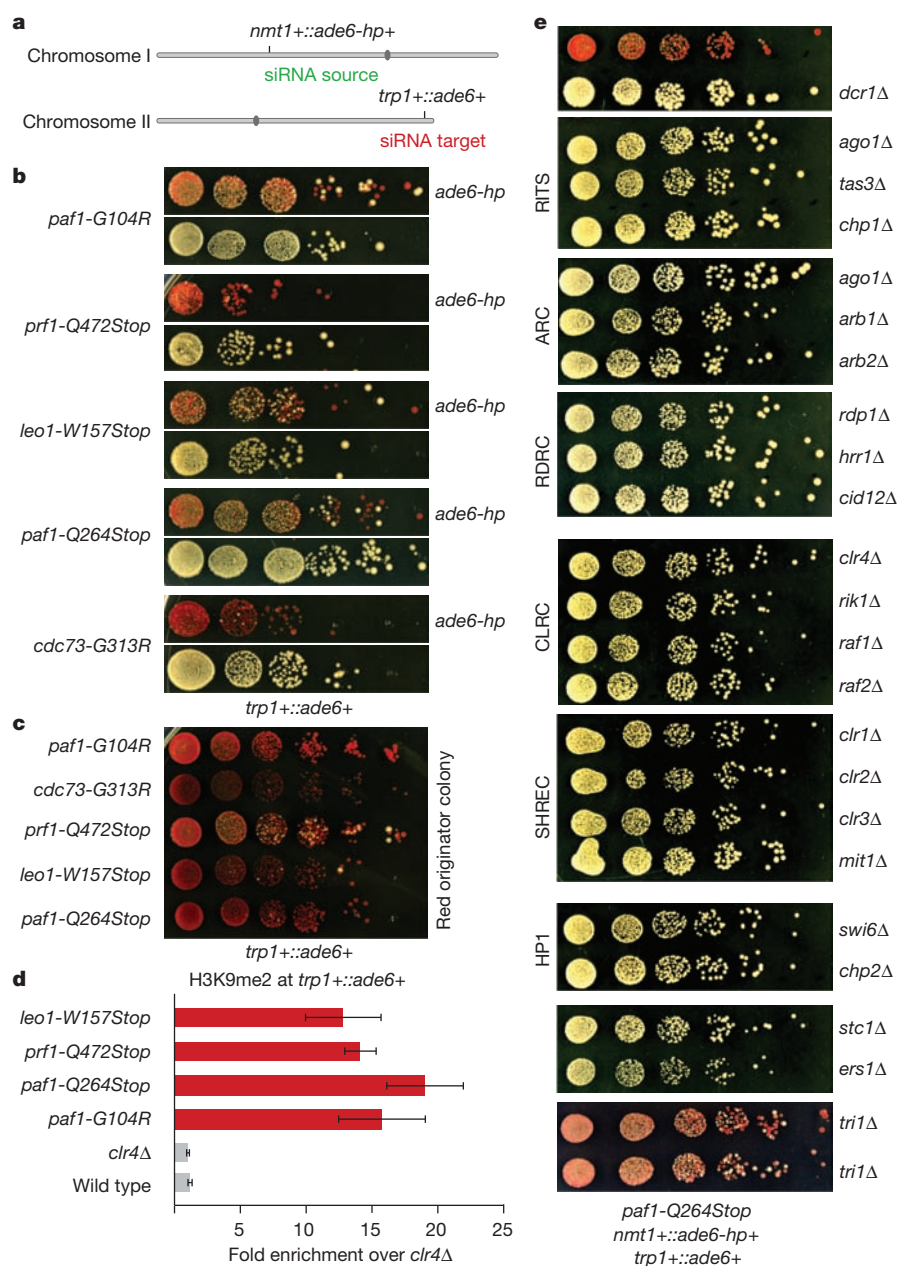 a
nmt1+::ade6-hp+
Chromosome I
siRNA source
trp1+::ade6+
Chromosome II
siRNA target
b
paf1-G104R
ade6-hp
prf1-Q472Stop
ade6-hp
leo1-W157Stop
ade6-hp
paf1-Q264Stop
ade6-hp
cdc73-G313R
ade6-hp
trp1+::ade6+
c
paf1-G104R
cdc73-G313R
prf1-Q472Stop
leo1-W157Stop
paf1-Q264Stop
Red originator colony
trp1+::ade6+
d
H3K9me2 at trp1+::ade6+
leo1-W157Stop
prf1-Q472Stop
paf1-Q264Stop
paf1-G104R
clr4Δ
Wild type
5 10 15 20 25
Fold enrichment over clr4Δ
e
dcr1Δ
RITS
ago1Δ
tas3Δ
chp1Δ
ARC
ago1Δ
arb1Δ
arb2Δ
RDRC
rdp1Δ
hrr1Δ
cid12Δ
CLRC
clr4Δ
rik1Δ
raf1Δ
raf2Δ
SHREC
clr1Δ
clr2Δ
clr3Δ
mit1Δ
HP1
swi6Δ
chp2Δ
stc1Δ
ers1Δ
tri1Δ
tri1Δ
paf1-Q264Stop
nmt1+::ade6-hp+
trp1+::ade6+